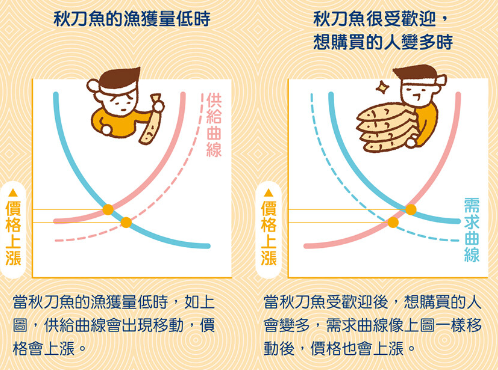 秋刀魚的漁獲量低時
供給曲線
▲價格上漲
當秋刀魚的漁獲量低時，如上
圖，供給曲線會出現移動，價
格會上漲。
秋刀魚很受歡迎，
想購買的人變多時
▲價格上漲
需求曲線
當秋刀魚受歡迎後，想購買的人
會變多，需求曲線像上圖一樣移
動後，價格也會上漲。